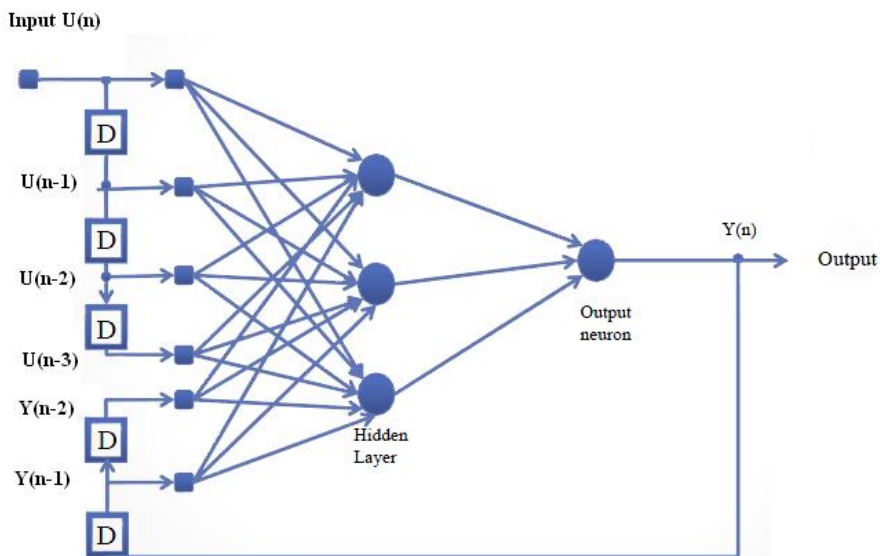 Input U(n)
D
U(n-1)
D
U(n-2)
D
U(n-3)
Y(n-2)
D
Y(n-1)
D
Hidden
Layer
Output
neuron
Y(n)
Output